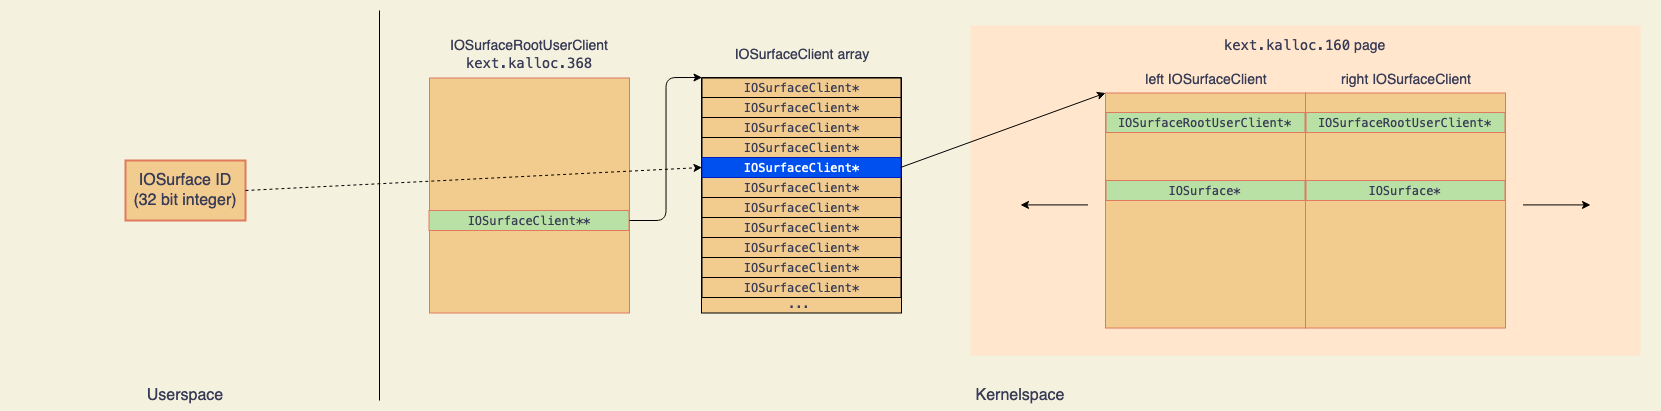 IOSurface ID
(32 bit integer)
Userspace
IOSurfaceRootUserClient
kext.kalloc.368
IOSurfaceClient**
IOSurfaceClient array
IOSurfaceClient*
IOSurfaceClient*
IOSurfaceClient*
IOSurfaceClient*
IOSurfaceClient*
IOSurfaceClient*
IOSurfaceClient*
IOSurfaceClient*
IOSurfaceClient*
IOSurfaceClient*
IOSurfaceClient*
...
kext.kalloc.160 page
left IOSurfaceClient
right IOSurfaceClient
IOSurfaceRootUserClient*
IOSurfaceRootUserClient*
IOSurface*
IOSurface*
Kernelspace